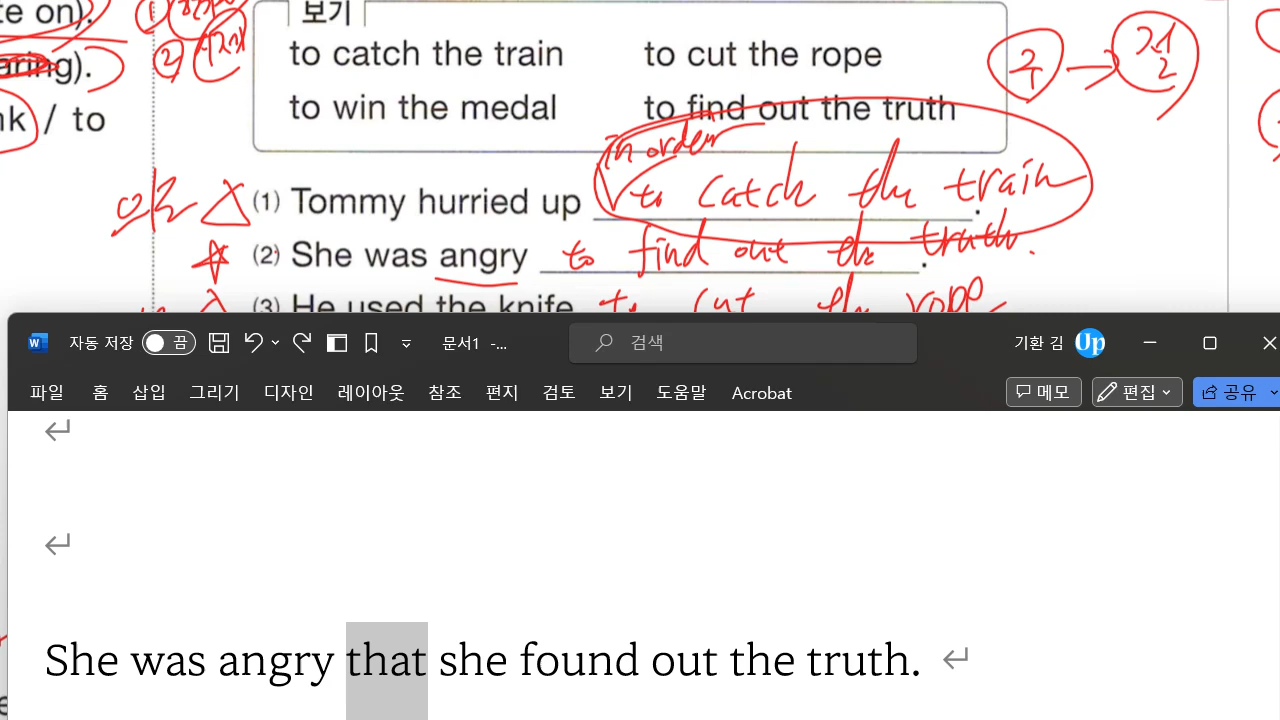 te on).
① 
②
aring).
nk / to
보기
to catch the train
to cut the rope
to win the medal
to find out the truth
주 → 절2
in order
(1) Tommy hurried up to catch the train.
(2) She was angry to find out the truth.
(3) He used the knife to cut the rope
자동 저장 끔 문서1 -... 검색 기환 김 Up
파일 홈 삽입 그리기 디자인 레이아웃 참조 편지 검토 보기 도움말 Acrobat 메모 편집 공유
She was angry that she found out the truth.